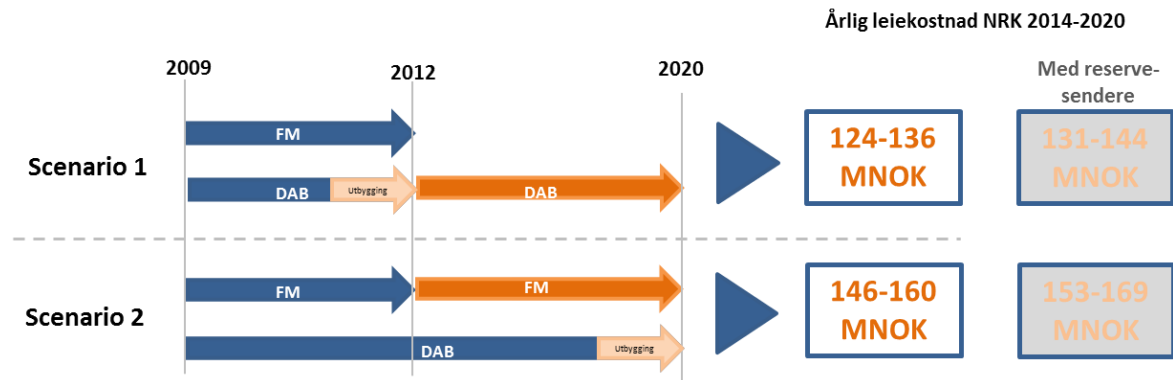 Årlig leiekostnad NRK 2014-2020
2009
2012
2020
Med reserve-
sendere
Scenario 1
FM
DAB
Utbygging
DAB
124-136
MNOK
131-144
MNOK
Scenario 2
FM
FM
DAB
Utbygging
146-160
MNOK
153-169
MNOK